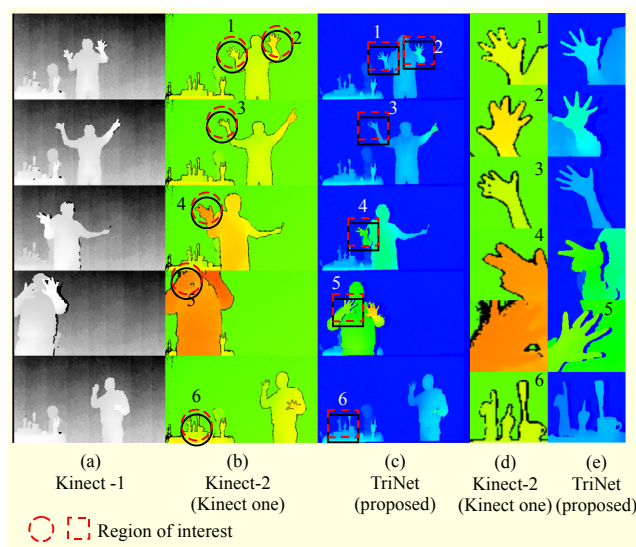 1
2
1
2
1
3
3
2
4
4
3
5
5
4
5
6
6
6
(a)
(b)
(c)
(d)
(e)
Kinect -1
Kinect-2
TriNet
Kinect-2
TriNet
(Kinect one)
(proposed)
(Kinect one)
(proposed)
Region of interest